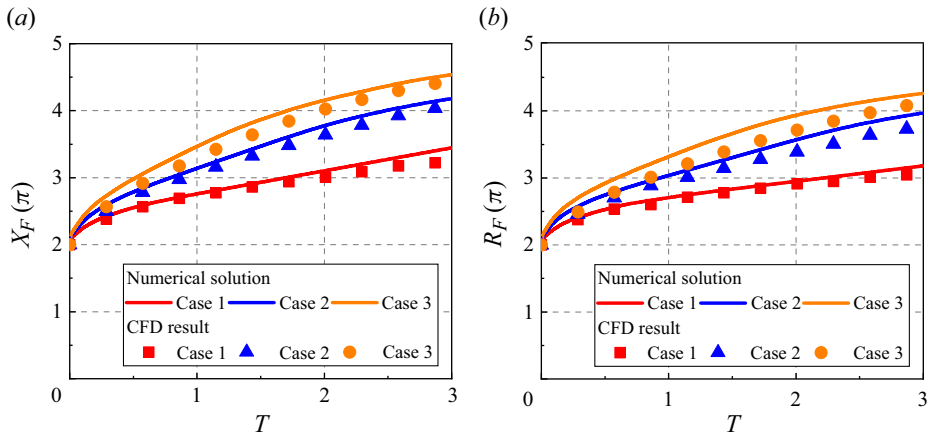 (a)
5
4
3
2
1
0
X_F (π)
Numerical solution
Case 1 Case 2 Case 3
CFD result
Case 1 Case 2 Case 3
0 1 2 3
T
(b)
5
4
3
2
1
R_F (π)
Numerical solution
Case 1 Case 2 Case 3
CFD result
Case 1 Case 2 Case 3
0 1 2 3
T